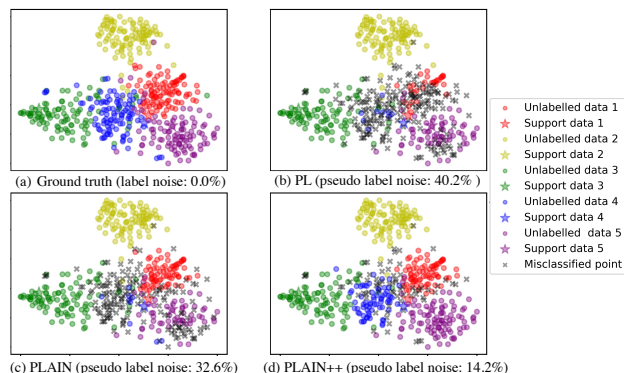 (a) Ground truth (label noise: 0.0%)
(b) PL (pseudo label noise: 40.2% )
Unlabelled data 1
Support data 1
Unlabelled data 2
Support data 2
Unlabelled data 3
Support data 3
Unlabelled data 4
Support data 4
Unlabelled  data 5
Support data 5
Misclassified point
(c) PLAIN (pseudo label noise: 32.6%)
(d) PLAIN++ (pseudo label noise: 14.2%)